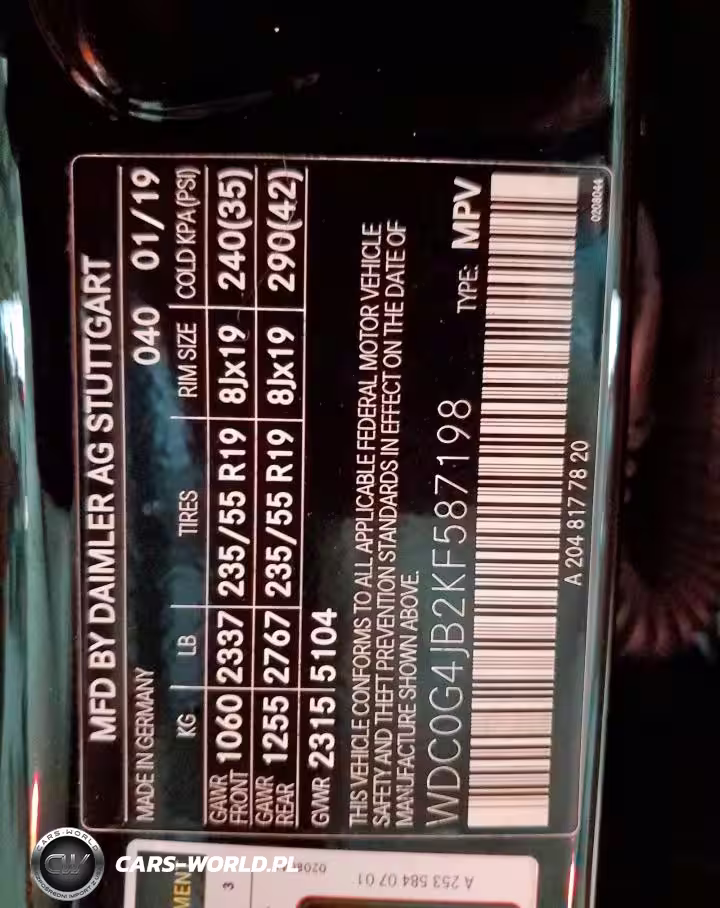 MFD BY DAIMLER AG STUTTGART
MADE IN GERMANY 040 01/19
KG LB TIRES RIM SIZE COLD KPA(PSI)
GAWR FRONT 1060 2337 235/55 R19 8Jx19 240(35)
GAWR REAR 1255 2767 235/55 R19 8Jx19 290(42)
GVWR 2315 5104
THIS VEHICLE CONFORMS TO ALL APPLICABLE FEDERAL MOTOR VEHICLE
SAFETY AND THEFT PREVENTION STANDARDS IN EFFECT ON THE DATE OF
MANUFACTURE SHOWN ABOVE.
WDC0G4JB2KF587198 TYPE: MPV
A 204 817 78 20
0208044
A 253 584 07 01
3
CARS-WORLD
CW
CARS-WORLD.PL